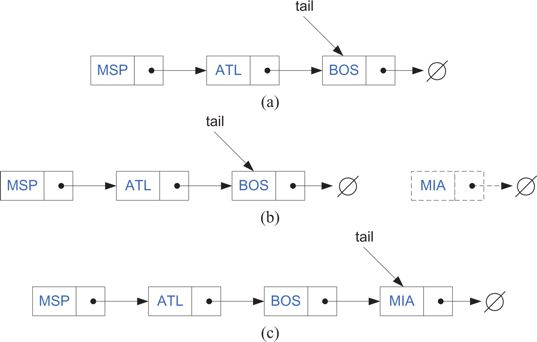 tail
MSP ATL BOS ∅
(a)
tail
MSP ATL BOS ∅ MIA ∅
(b)
tail
MSP ATL BOS MIA ∅
(c)